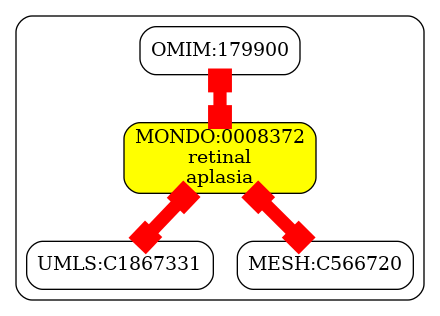 OMIM:179900
MONDO:0008372
retinal
aplasia
UMLS:C1867331
MESH:C566720